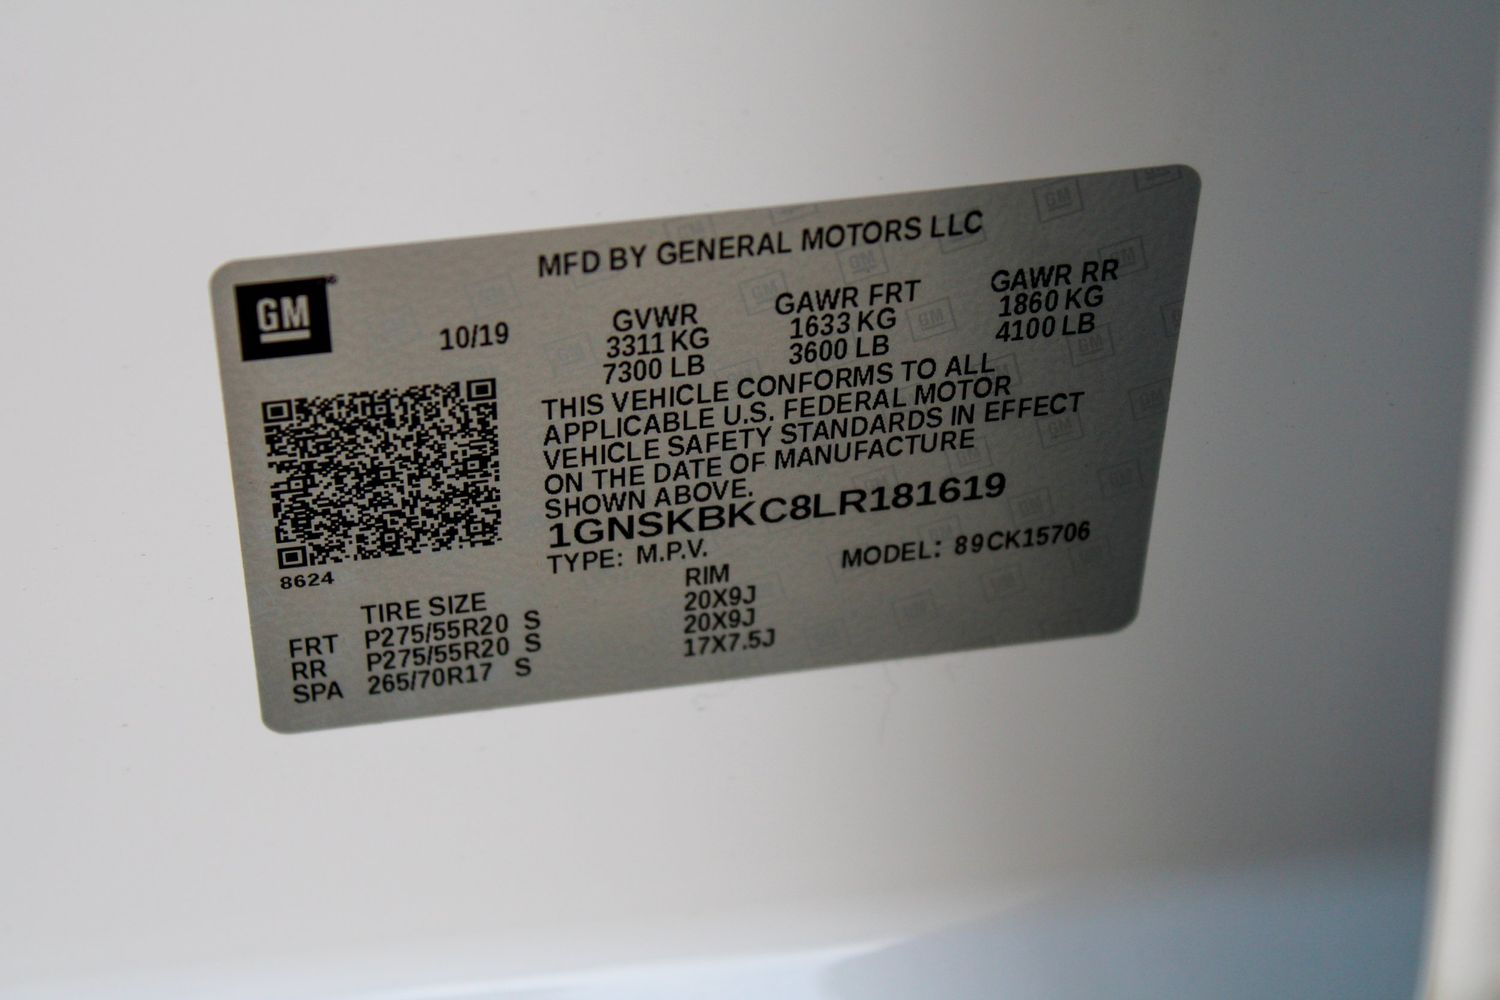 MFD BY GENERAL MOTORS LLC
GM
10/19
GVWR GAWR FRT GAWR RR
3311 KG 1633 KG 1860 KG
7300 LB 3600 LB 4100 LB
THIS VEHICLE CONFORMS TO ALL
APPLICABLE U.S. FEDERAL MOTOR
VEHICLE SAFETY STANDARDS IN EFFECT
ON THE DATE OF MANUFACTURE
SHOWN ABOVE.
1GNSKBKC8LR181619
TYPE: M.P.V. MODEL: 89CK15706
8624
TIRE SIZE RIM
FRT P275/55R20 S 20X9J
RR P275/55R20 S 20X9J
SPA 265/70R17 S 17X7.5J